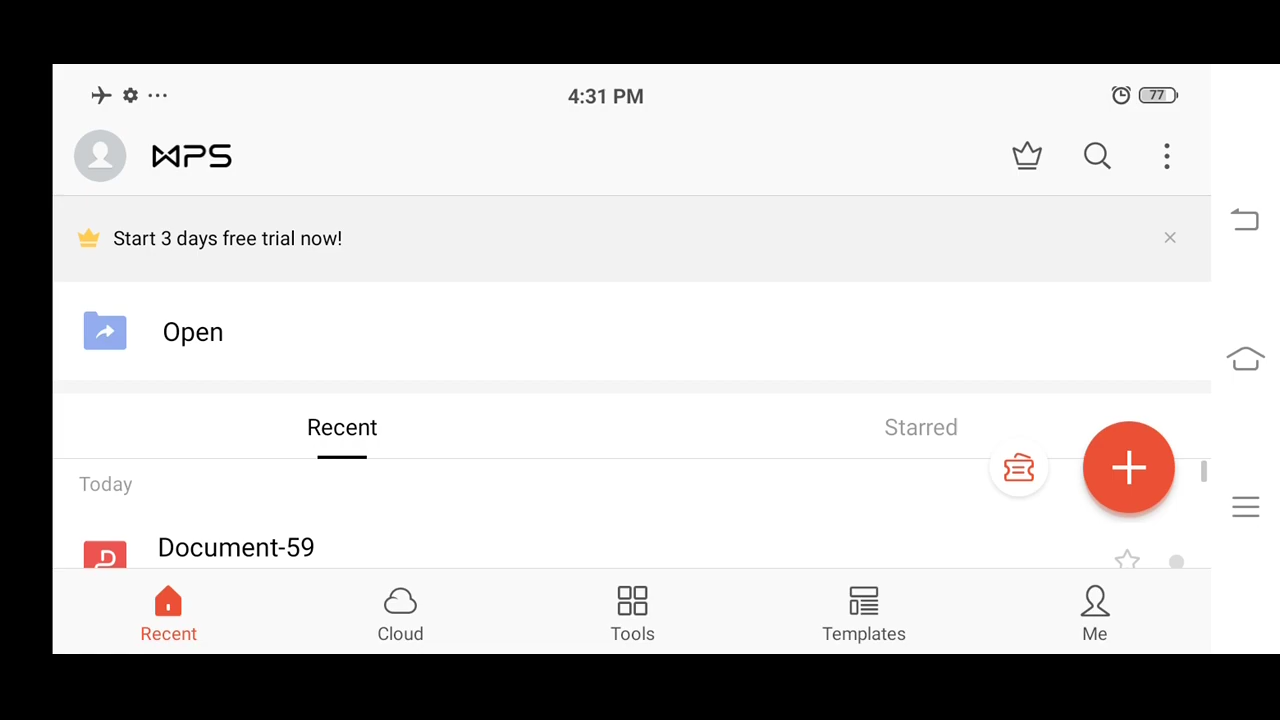 4:31 PM
77
WPS
Start 3 days free trial now!
Open
Recent
Starred
Today
Document-59
Recent
Cloud
Tools
Templates
Me